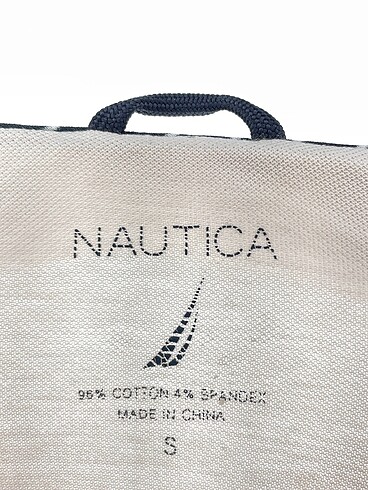 NAUTICA
96% COTTON 4% SPANDEX
MADE IN CHINA
S